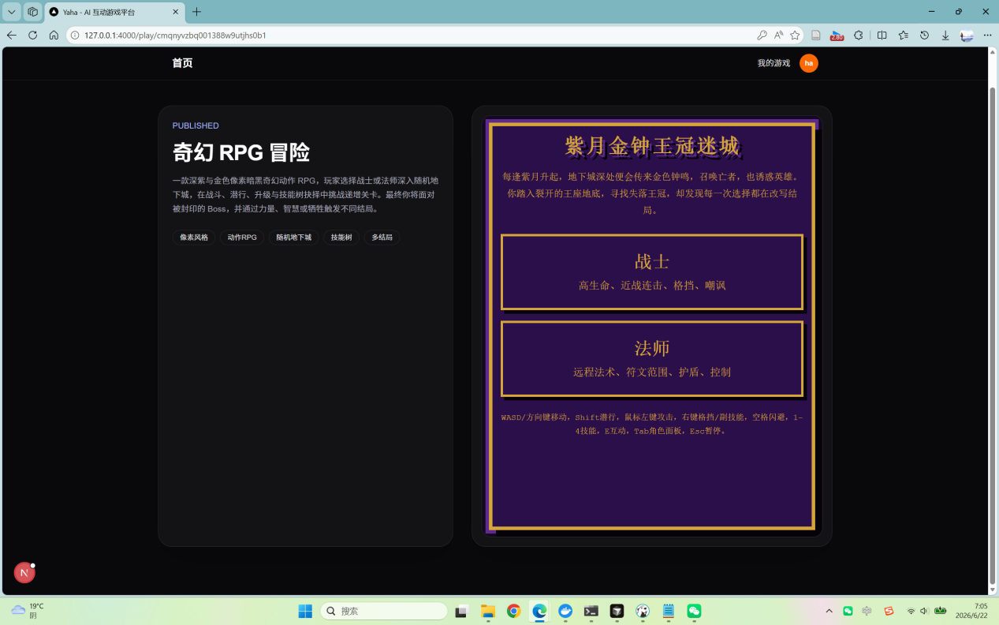 Yaha - AI 互动游戏平台
127.0.0.1:4000/play/cmqnyvzbq001388w9utjhs0b1
2.80
首页
我的游戏
ha
PUBLISHED
奇幻 RPG 冒险
一款深紫与金色像素暗黑奇幻动作 RPG，玩家选择战士或法师深入随机地
下城，在战斗、潜行、升级与技能树抉择中挑战递增关卡。最终你将面对
被封印的 Boss，并通过力量、智慧或牺牲触发不同结局。
像素风格
动作RPG
随机地下城
技能树
多结局
紫月金钟王冠迷城
每逢紫月升起，地下城深处便会传来金色钟鸣，召唤亡者，也诱惑英雄。
你踏入裂开的王座地底，寻找失落王冠，却发现每一次选择都在改写结
局。
战士
高生命、近战连击、格挡、嘲讽
法师
远程法术、符文范围、护盾、控制
WASD/方向键移动，Shift潜行，鼠标左键攻击，右键格挡/副技能，空格闪避，1-
4技能，E互动，Tab角色面板，Esc暂停。
N
19°C
阴
搜索
中
7:05
2026/6/22